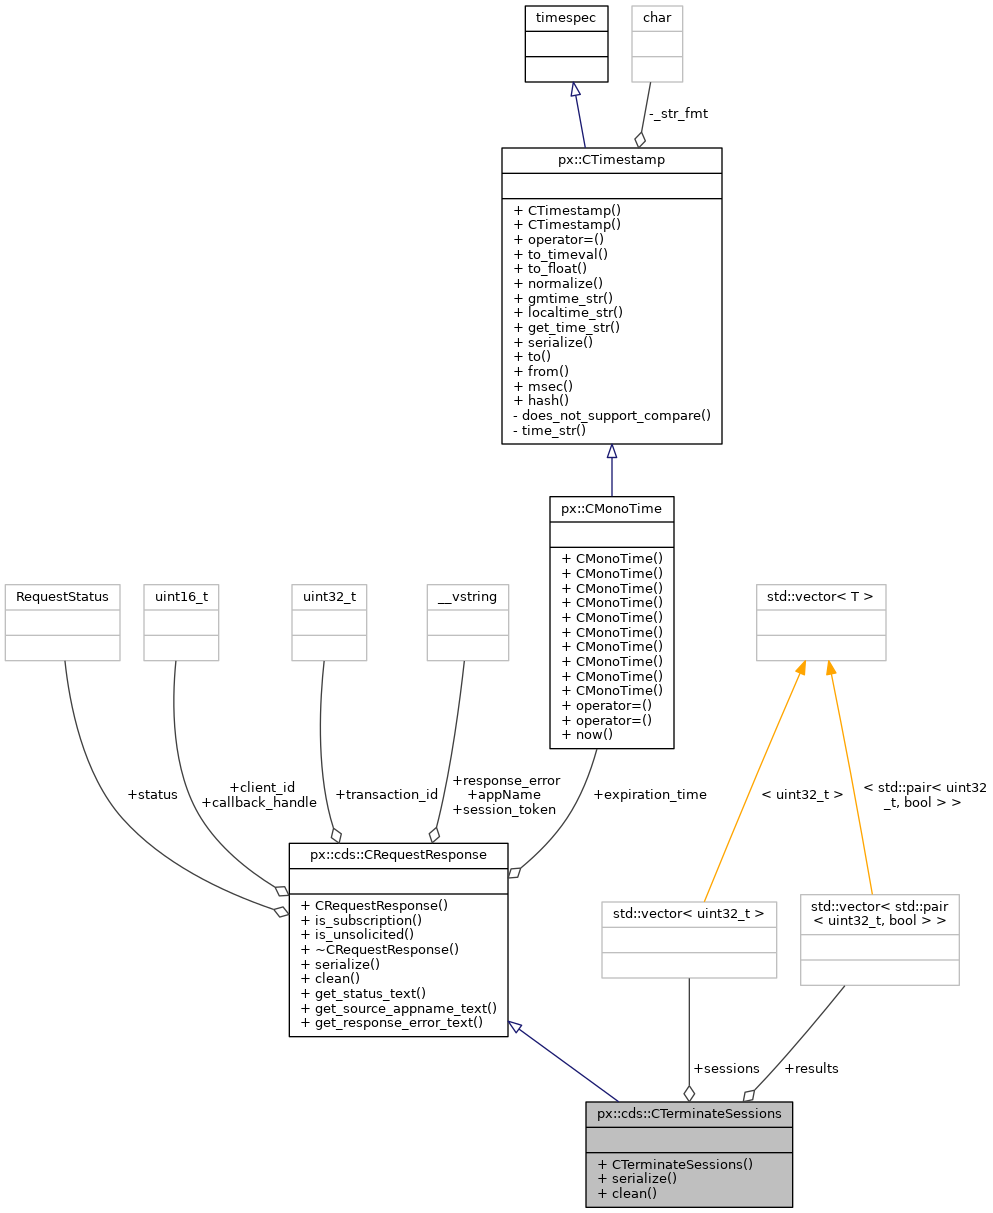 timespec
char
-_str_fmt
px::CTimestamp
+ CTimestamp()
+ CTimestamp()
+ operator=()
+ to_timeval()
+ to_float()
+ normalize()
+ gmtime_str()
+ localtime_str()
+ get_time_str()
+ serialize()
+ to()
+ from()
+ msec()
+ hash()
- does_not_support_compare()
- time_str()
px::CMonoTime
+ CMonoTime()
+ CMonoTime()
+ CMonoTime()
+ CMonoTime()
+ CMonoTime()
+ CMonoTime()
+ CMonoTime()
+ CMonoTime()
+ CMonoTime()
+ CMonoTime()
+ operator=()
+ operator=()
+ now()
RequestStatus
uint16_t
uint32_t
__vstring
std::vector< T >
+status
+client_id
+callback_handle
+transaction_id
+response_error
+appName
+session_token
+expiration_time
< uint32_t >
< std::pair< uint32
_t, bool > >
px::cds::CRequestResponse
+ CRequestResponse()
+ is_subscription()
+ is_unsolicited()
+ ~CRequestResponse()
+ serialize()
+ clean()
+ get_status_text()
+ get_source_appname_text()
+ get_response_error_text()
std::vector< uint32_t >
std::vector< std::pair
< uint32_t, bool > >
+sessions
+results
px::cds::CTerminateSessions
+ CTerminateSessions()
+ serialize()
+ clean()